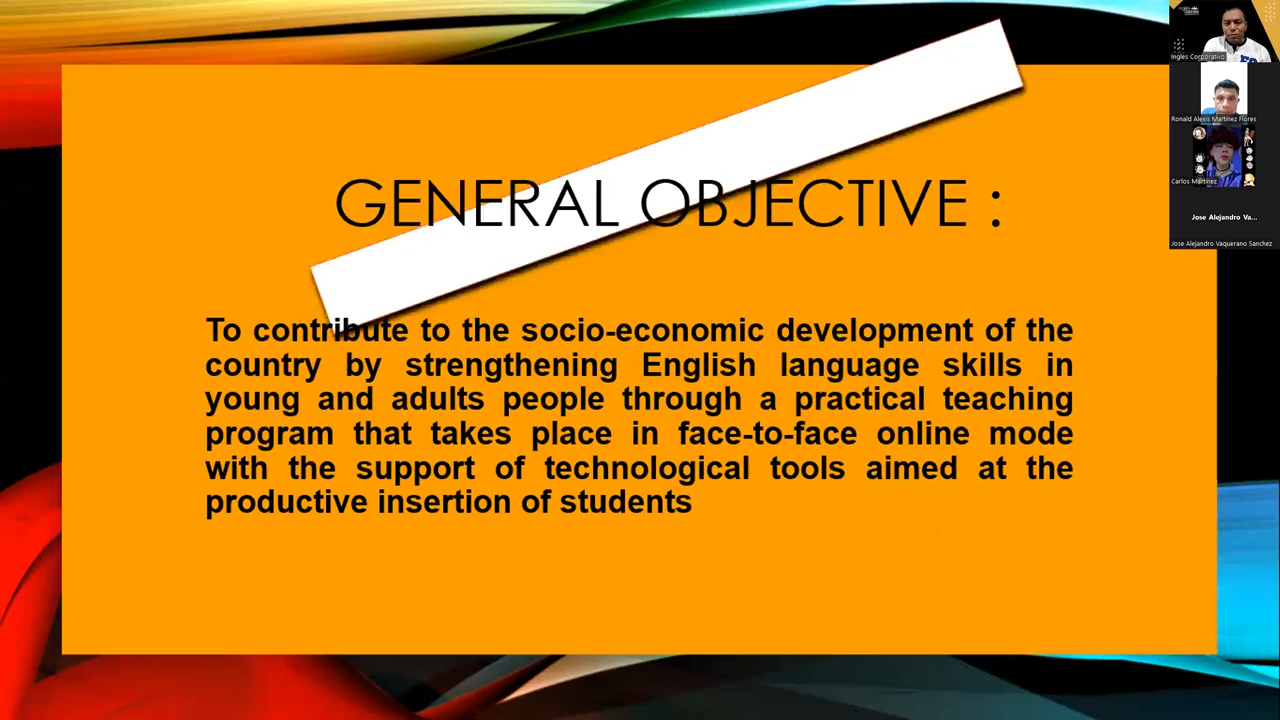 GENERAL OBJECTIVE :
To contribute to the socio-economic development of the
country by strengthening English language skills in
young and adults people through a practical teaching
program that takes place in face-to-face online mode
with the support of technological tools aimed at the
productive insertion of students
Ingles Corporativo
Ronald Alexis Martinez Flores
Carlos Martinez
Jose Alejandro Va...
Jose Alejandro Vaquerano Sanchez